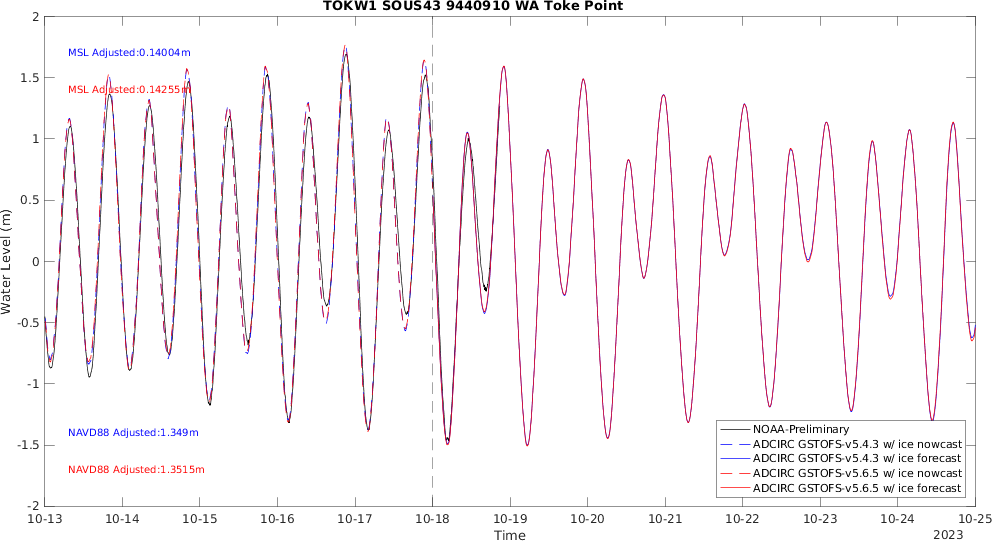 TOKW1 SOUS43 9440910 WA Toke Point
MSL Adjusted:0.14004m
MSL Adjusted:0.14255m
NAVD88 Adjusted:1.349m
NAVD88 Adjusted:1.3515m
Water Level (m)
2
1.5
1
0.5
0
-0.5
-1
-1.5
-2
NOAA-Preliminary
ADCIRC GSTOFS-v5.4.3 w/ ice nowcast
ADCIRC GSTOFS-v5.4.3 w/ ice forecast
ADCIRC GSTOFS-v5.6.5 w/ ice nowcast
ADCIRC GSTOFS-v5.6.5 w/ ice forecast
10-13 10-14 10-15 10-16 10-17 10-18 10-19 10-20 10-21 10-22 10-23 10-24 10-25
Time
2023